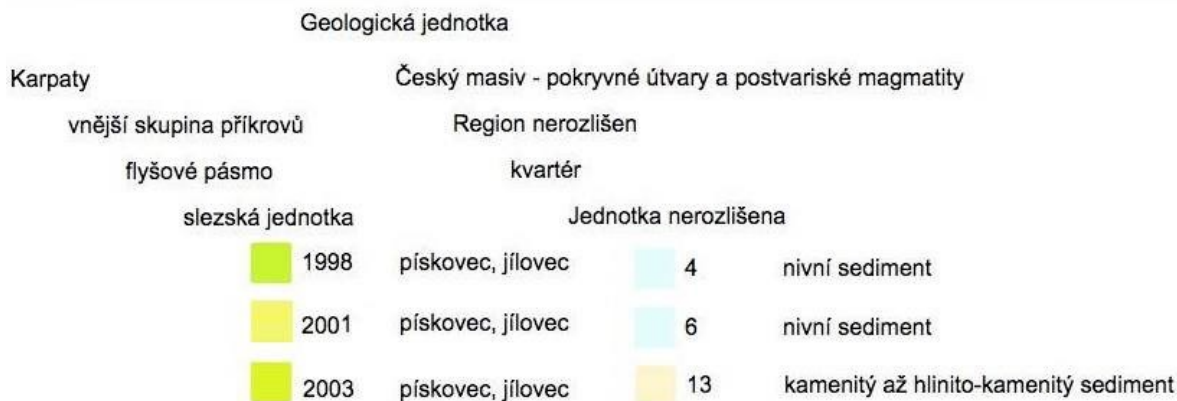 Geologická jednotka
Karpaty Český masiv - pokryvné útvary a postvariské magmatity
vnější skupina příkrovů Region nerozlišen
flyšové pásmo kvartér
slezská jednotka Jednotka nerozlišena
1998 pískovec, jílovec 4 nivní sediment
2001 pískovec, jílovec 6 nivní sediment
2003 pískovec, jílovec 13 kamenitý až hlinito-kamenitý sediment